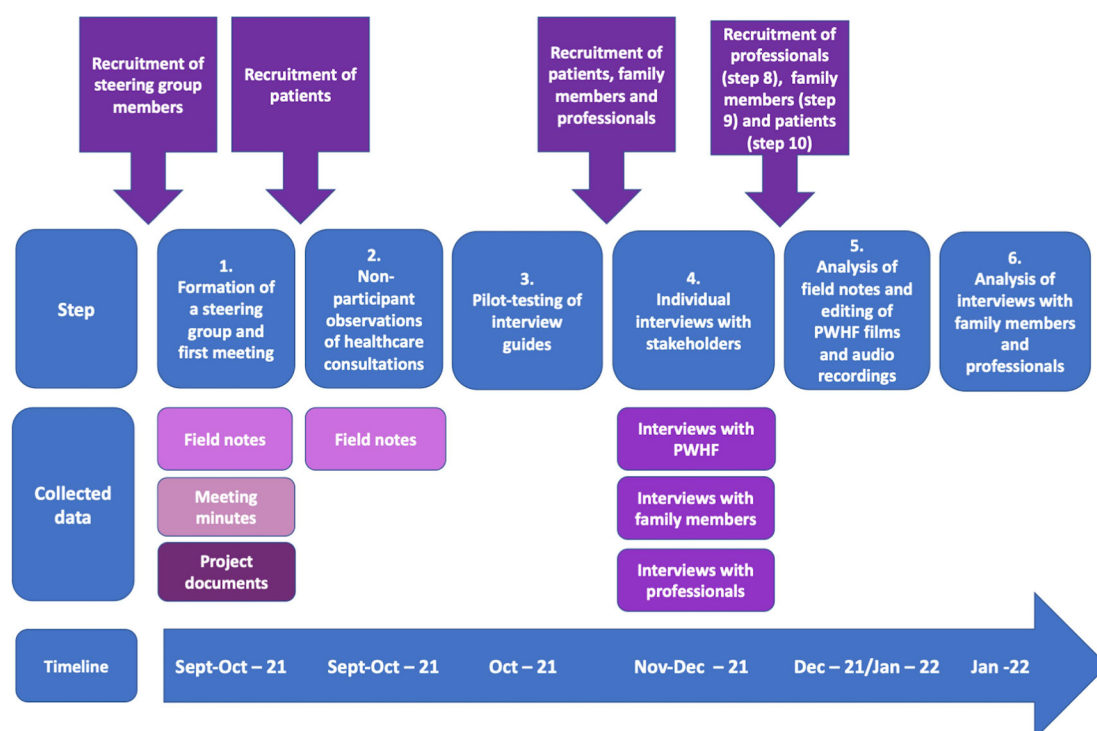 Recruitment of
steering group
members
Recruitment of
patients
Recruitment of
patients, family
members and
professionals
Recruitment of
professionals
(step 8), family
members (step
9) and patients
(step 10)
Step
1.
Formation of
a steering
group and
first meeting
2.
Non-
participant
observations
of healthcare
consultations
3.
Pilot-testing of
interview
guides
4.
Individual
interviews with
stakeholders
5.
Analysis of
field notes and
editing of
PWHF films
and audio
recordings
6.
Analysis of
interviews with
family members
and
professionals
Collected
data
Field notes
Meeting
minutes
Project
documents
Field notes
Interviews with
PWHF
Interviews with
family members
Interviews with
professionals
Timeline
Sept-Oct – 21
Sept-Oct – 21
Oct – 21
Nov-Dec – 21
Dec – 21/Jan – 22
Jan -22